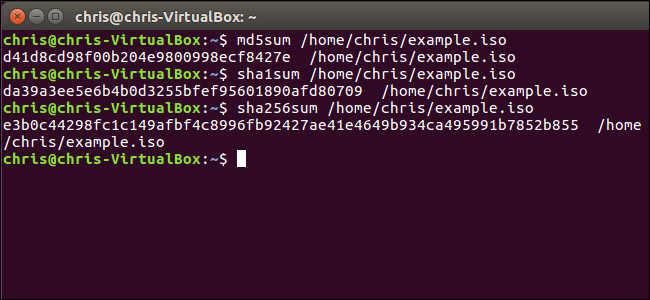 chris@chris-VirtualBox: ~
chris@chris-VirtualBox:~$ md5sum /home/chris/example.iso
d41d8cd98f00b204e9800998ecf8427e  /home/chris/example.iso
chris@chris-VirtualBox:~$ sha1sum /home/chris/example.iso
da39a3ee5e6b4b0d3255bfef95601890afd80709  /home/chris/example.iso
chris@chris-VirtualBox:~$ sha256sum /home/chris/example.iso
e3b0c44298fc1c149afbf4c8996fb92427ae41e4649b934ca495991b7852b855  /home
/chris/example.iso
chris@chris-VirtualBox:~$